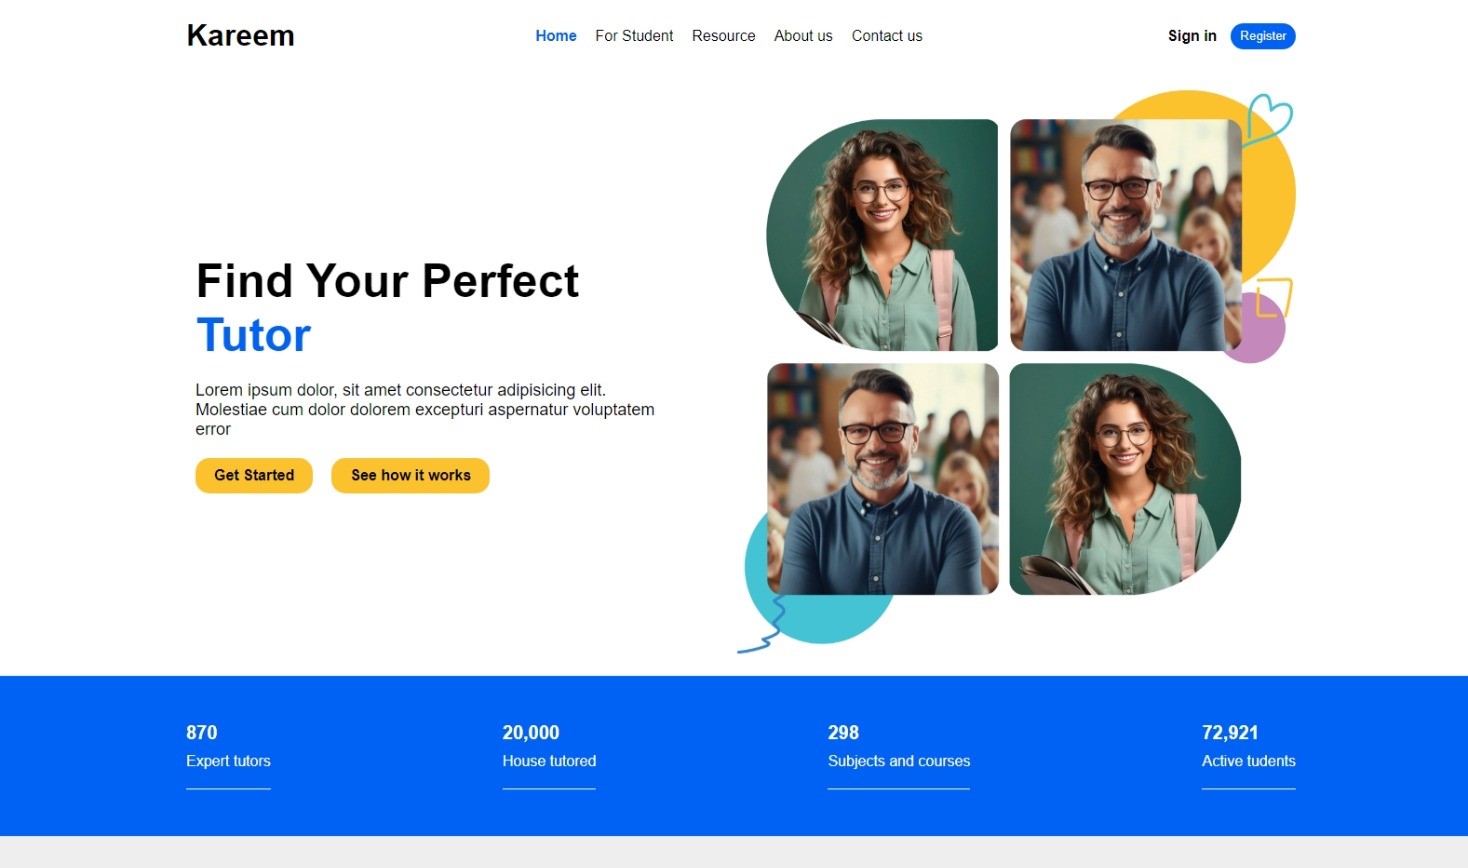 Kareem
Home For Student Resource About us Contact us
Sign in Register
Find Your Perfect
Tutor
Lorem ipsum dolor, sit amet consectetur adipisicing elit.
Molestiae cum dolor dolorem excepturi aspernatur voluptatem
error
Get Started See how it works
870
Expert tutors
20,000
House tutored
298
Subjects and courses
72,921
Active tudents